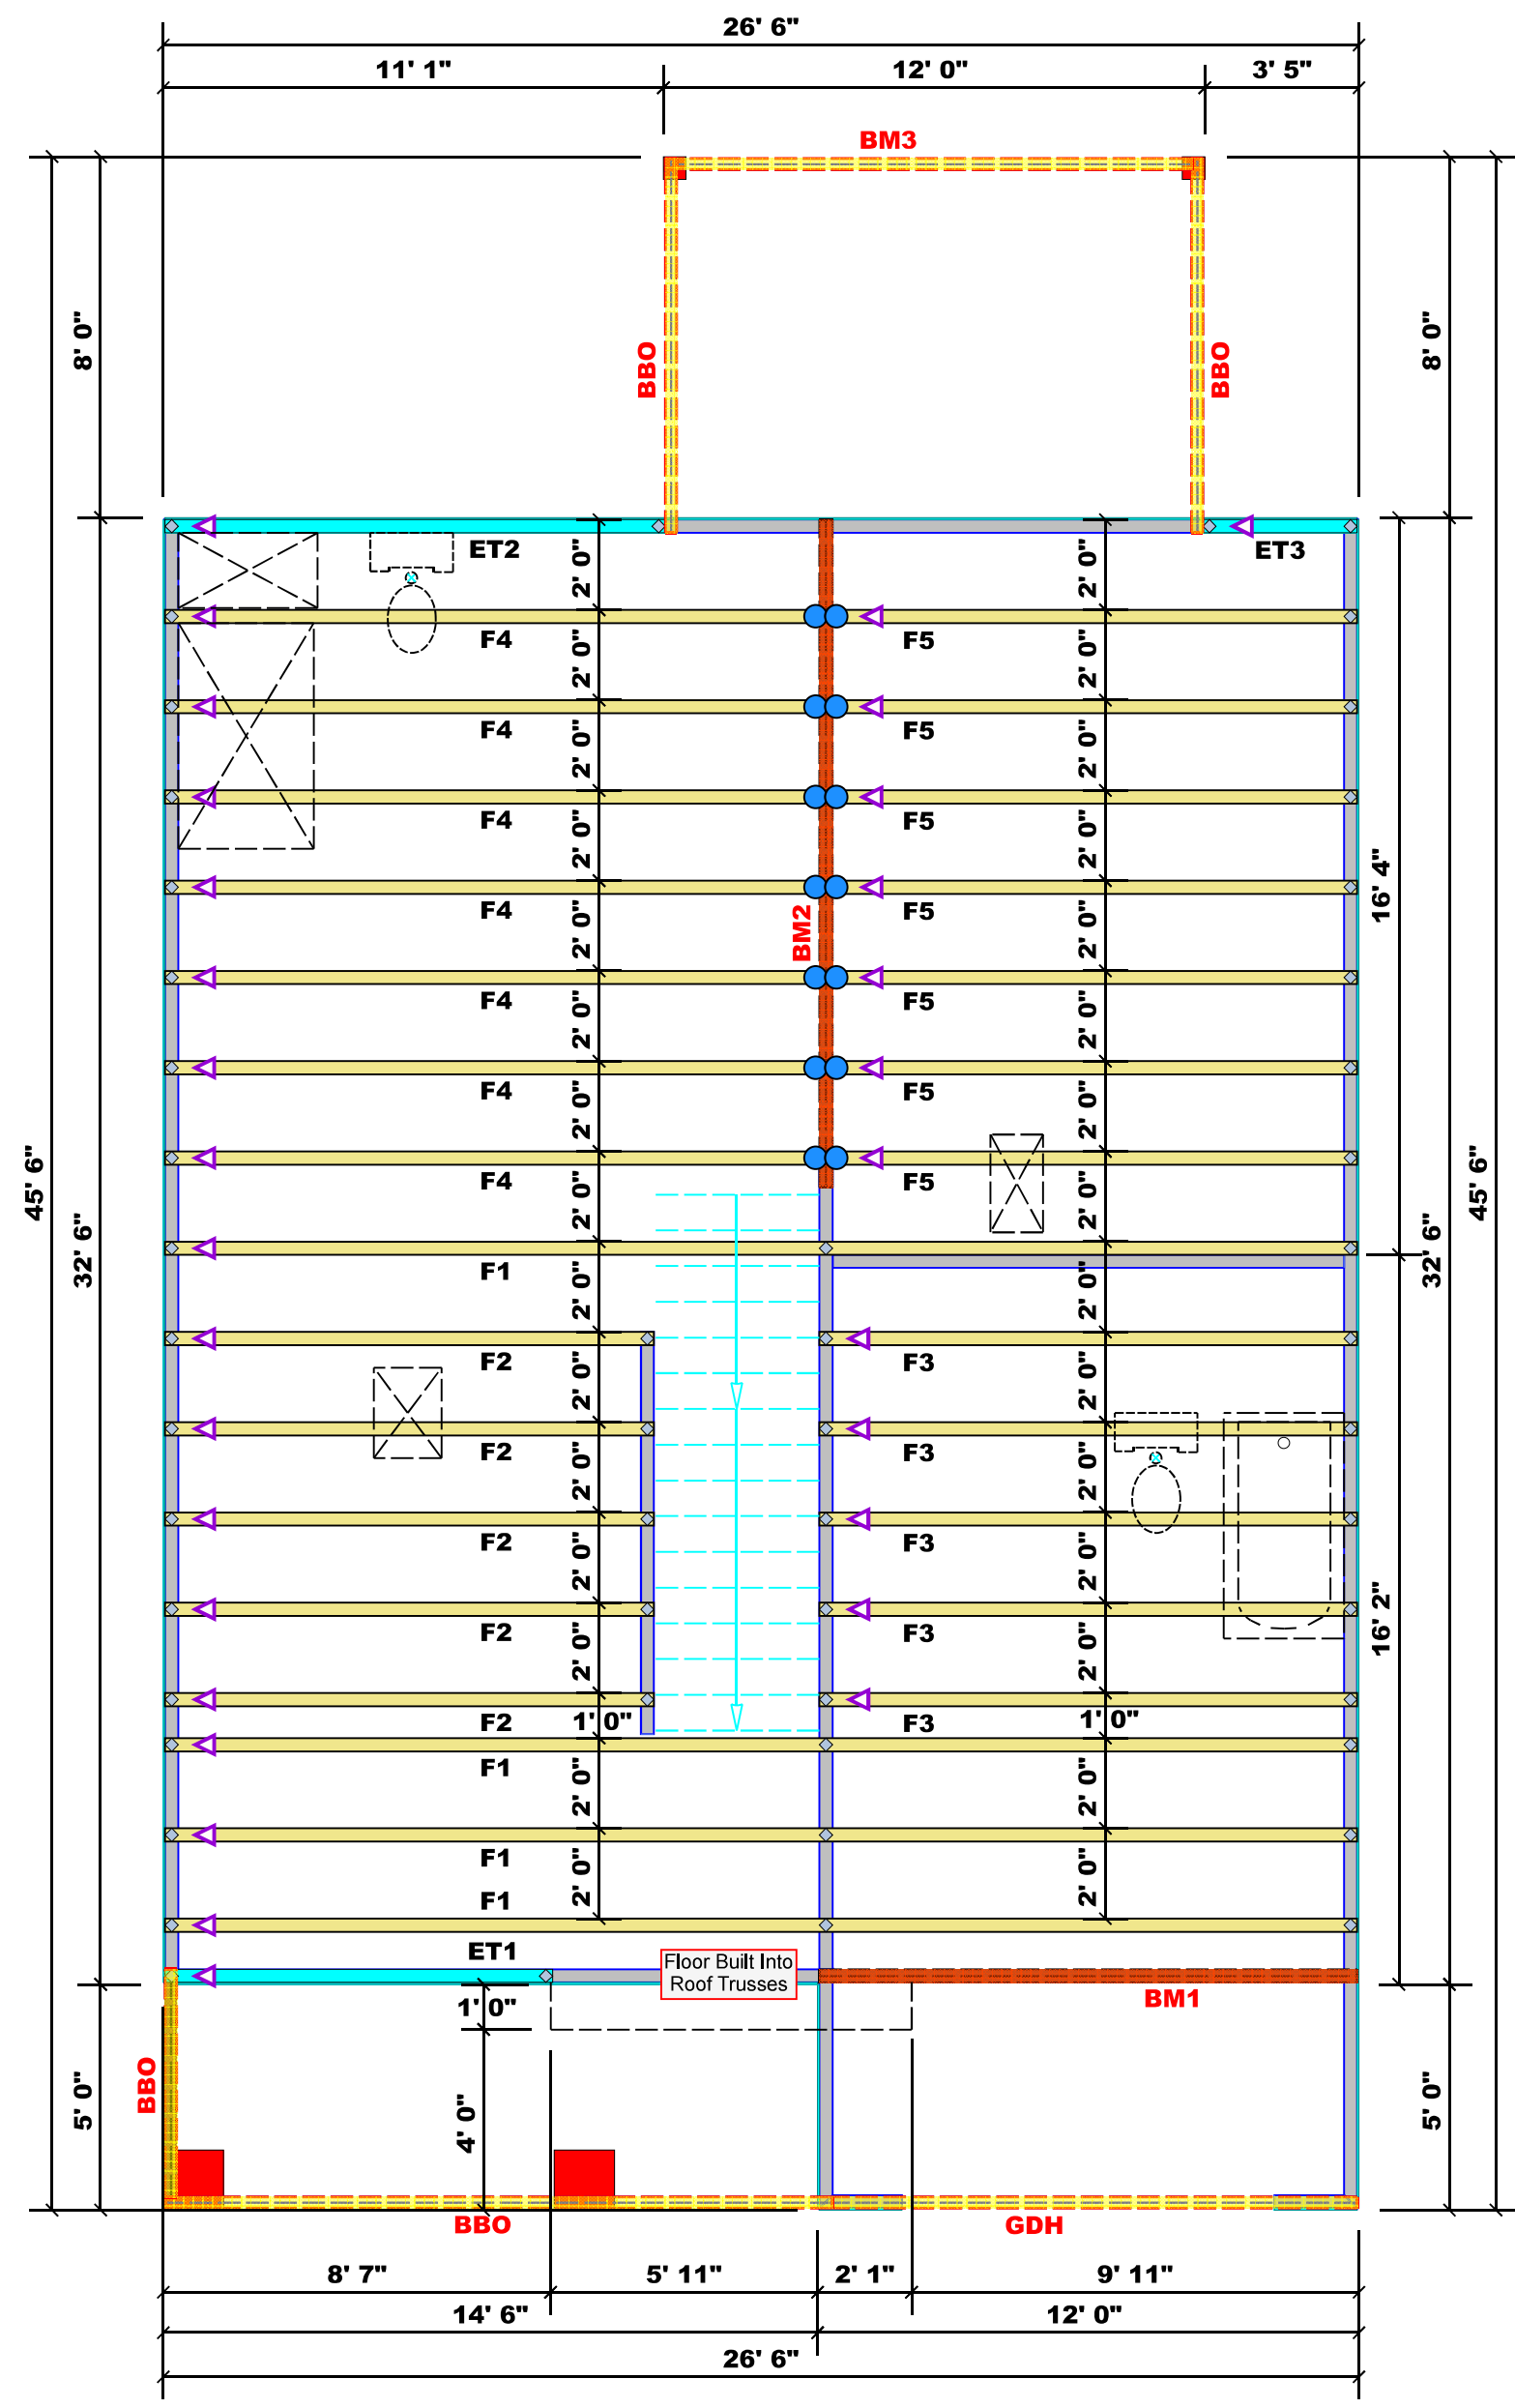 26' 6"
11' 1"
12' 0"
3' 5"
BM3
8' 0"
BBO
BBO
8' 0"
ET2
2' 0"
2' 0"
ET3
F4
2' 0"
F5
2' 0"
F4
2' 0"
F5
2' 0"
F4
2' 0"
F5
2' 0"
16' 4"
F4
2' 0"
BM2
F5
2' 0"
F4
2' 0"
F5
2' 0"
F4
2' 0"
F5
2' 0"
45' 6"
F4
2' 0"
F5
2' 0"
45' 6"
32' 6"
F1
2' 0"
2' 0"
32' 6"
F2
2' 0"
F3
2' 0"
F2
2' 0"
F3
2' 0"
F2
2' 0"
F3
2' 0"
F2
2' 0"
F3
2' 0"
16' 2"
F2
1' 0"
F3
1' 0"
F1
2' 0"
2' 0"
F1
2' 0"
2' 0"
F1
ET1
Floor Built Into
Roof Trusses
BM1
1' 0"
BBO
5' 0"
4' 0"
5' 0"
BBO
GDH
8' 7"
5' 11"
2' 1"
9' 11"
14' 6"
12' 0"
26' 6"